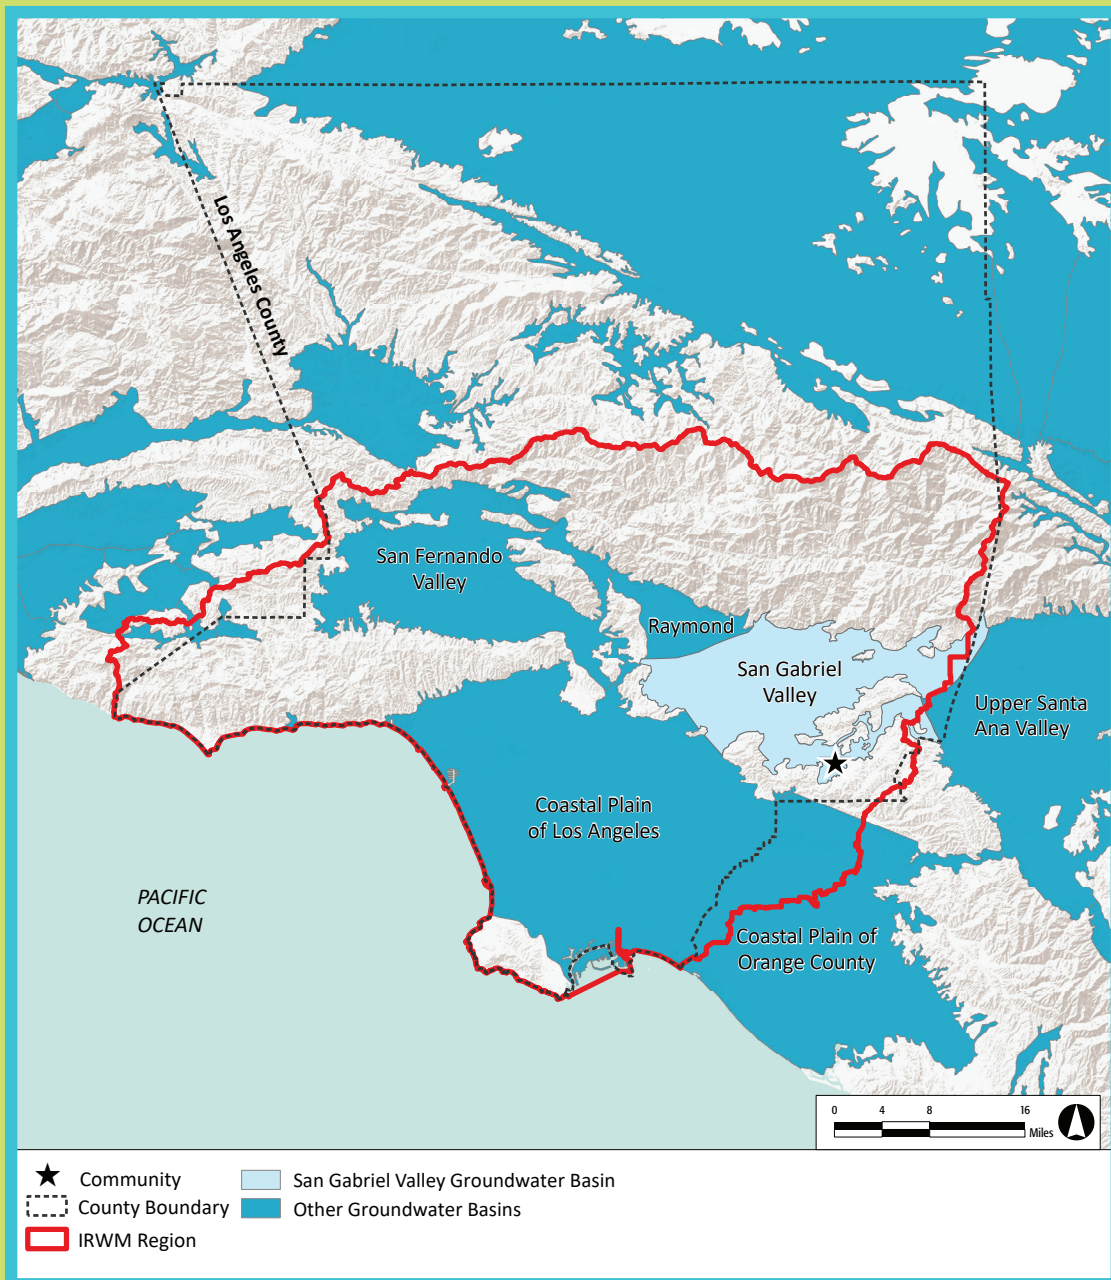 Los Angeles County
San Fernando
Valley
Raymond
San Gabriel
Valley
Upper Santa
Ana Valley
Coastal Plain
of Los Angeles
PACIFIC
OCEAN
Coastal Plain of
Orange County
0 4 8 16
Miles
Community
County Boundary
IRWM Region
San Gabriel Valley Groundwater Basin
Other Groundwater Basins